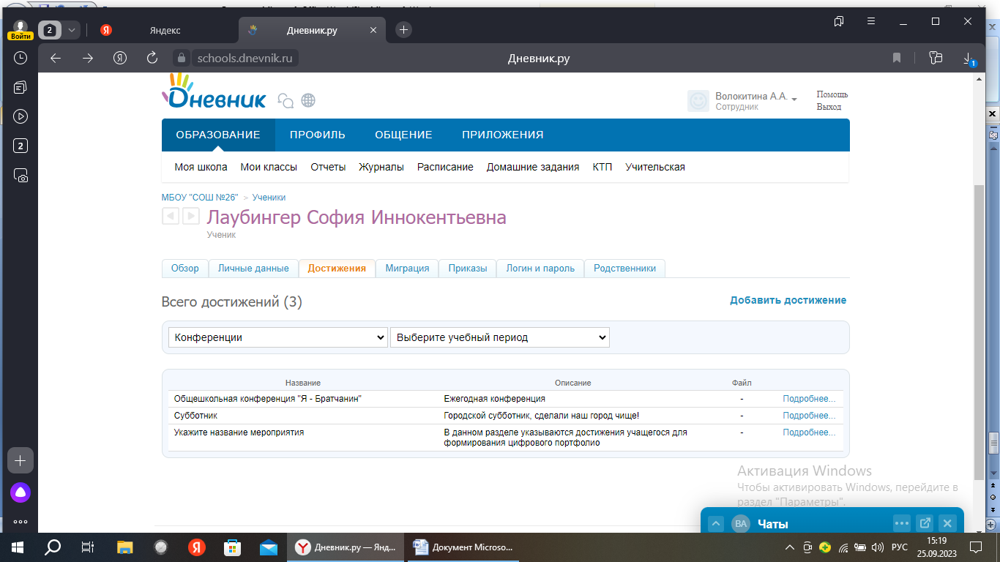 Войти
2
Яндекс
Дневник.ру
schools.dnevnik.ru
Дневник.ру
1
2
Дневник
Волокитина А.А.
Сотрудник
Помощь
Выход
ОБРАЗОВАНИЕ ПРОФИЛЬ ОБЩЕНИЕ ПРИЛОЖЕНИЯ
Моя школа Мои классы Отчеты Журналы Расписание Домашние задания КТП Учительская
МБОУ "СОШ №26" > Ученики
Лаубингер София Иннокентьевна
Ученик
Обзор Личные данные Достижения Миграция Приказы Логин и пароль Родственники
Всего достижений (3)
Добавить достижение
Конференции
Выберите учебный период
Название Описание Файл
Общешкольная конференция "Я - Братчанин" Ежегодная конференция - Подробнее...
Субботник Городской субботник, сделали наш город чище! - Подробнее...
Укажите название мероприятия В данном разделе указываются достижения учащегося для - Подробнее...
формирования цифрового портфолио
Активация Windows
Чтобы активировать Windows, перейдите в
раздел "Параметры".
ВА Чаты
Дневник.ру — Янд...
Документ Microso...
РУС
15:19
25.09.2023